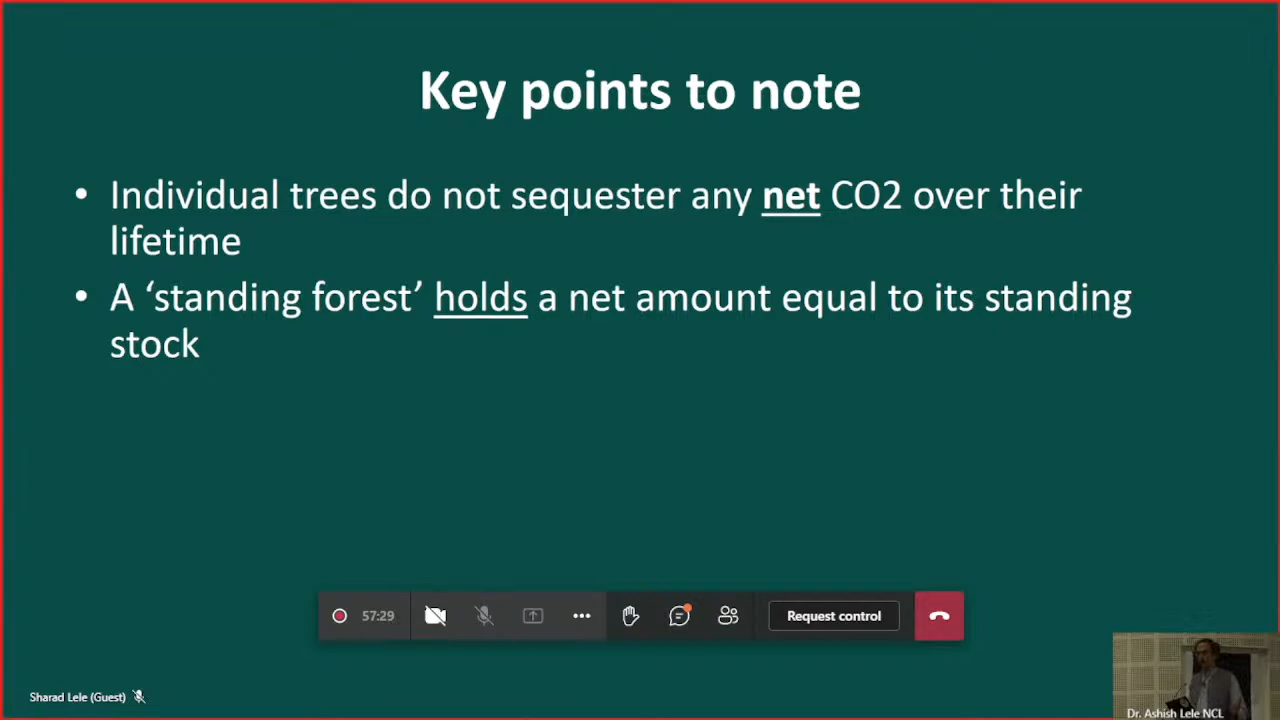 Key points to note
• Individual trees do not sequester any net CO2 over their
lifetime
• A ‘standing forest’ holds a net amount equal to its standing
stock
57:29
Request control
Sharad Lele (Guest)
Dr. Ashish Lele NCL